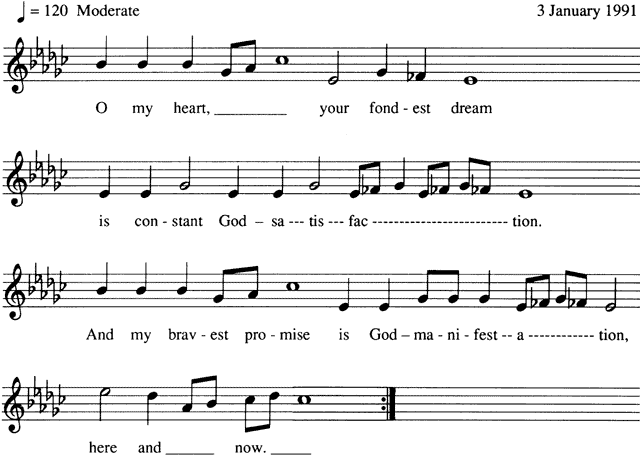 ♩ = 120 Moderate 3 January 1991
O my heart, _________ your fond - est dream
is con - stant God – sa --- tis --- fac -------------------------- tion.
And my brav - est pro - mise is God – ma - ni - fest -- a ------------ tion,
here and ______ now. _____